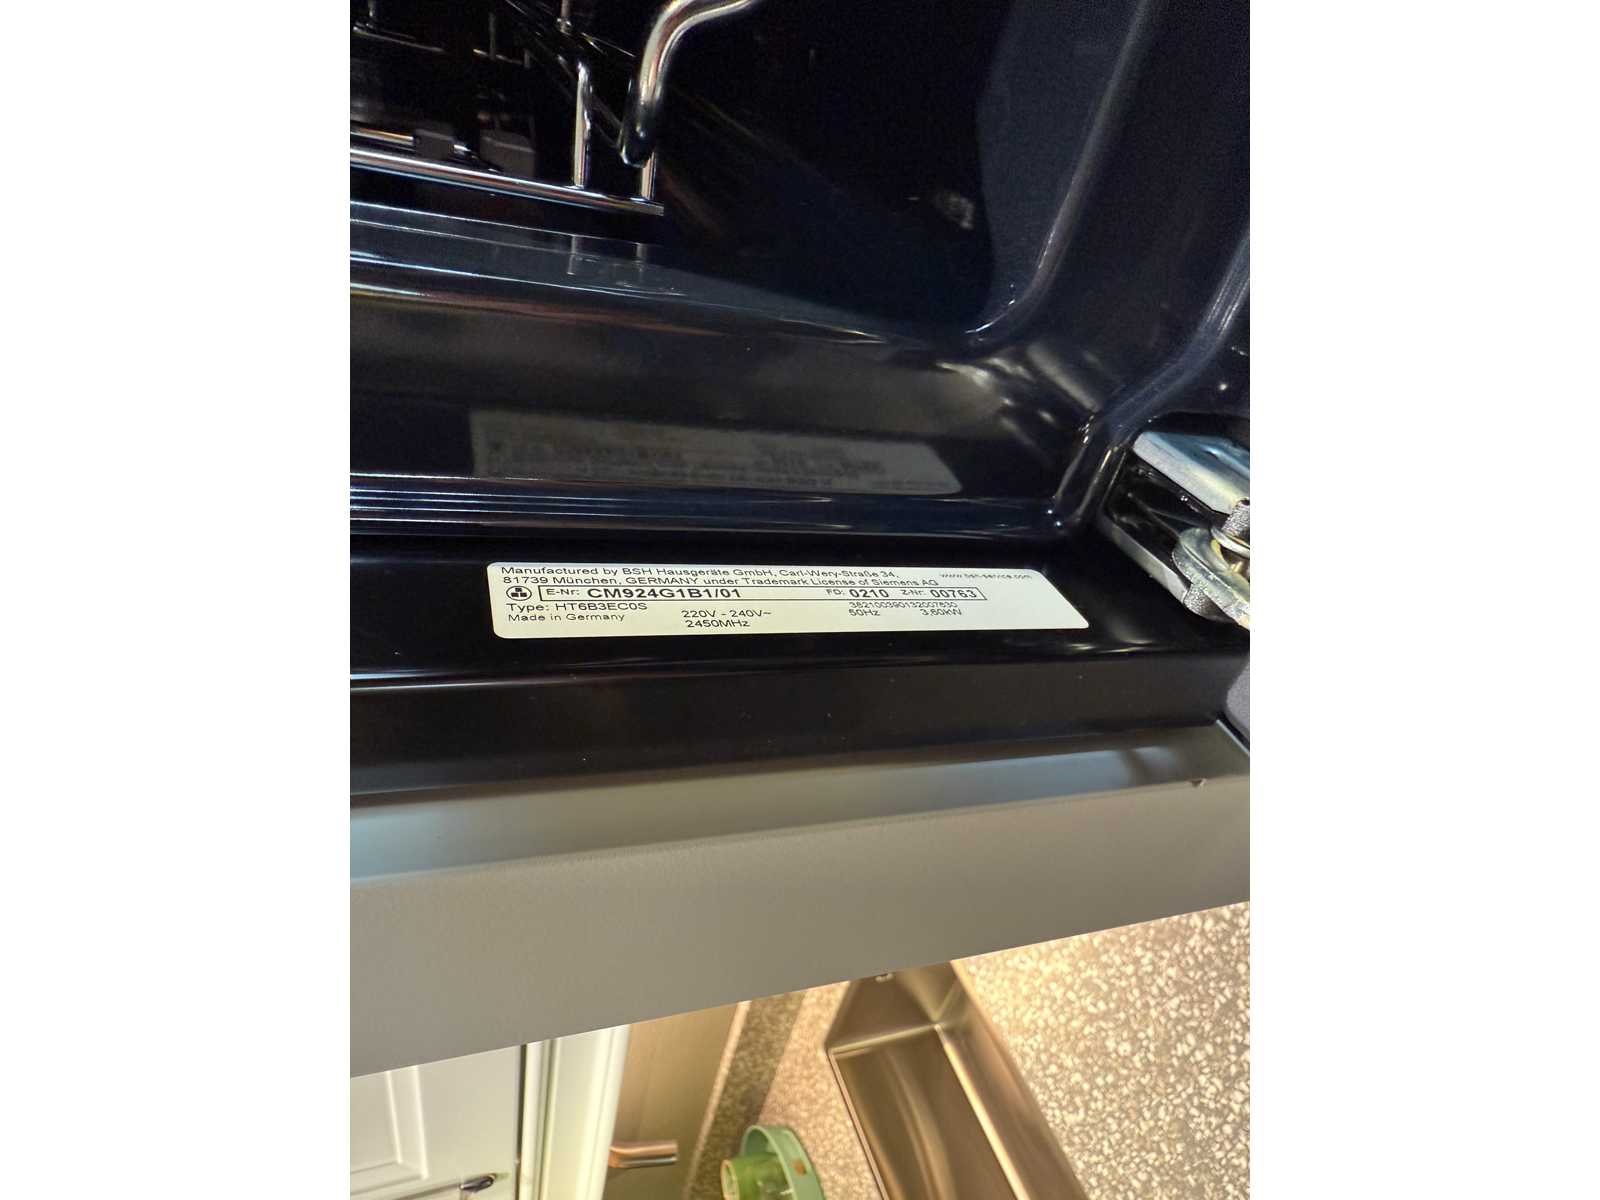 Manufactured by BSH Hausgeräte GmbH, Carl-Wery-Straße 34,
81739 München, GERMANY under Trademark License of Siemens AG
www.bsh-service.com
E-Nr: CM924G1B1/01 FD: 0210 Z-Nr: 00763
Type: HT6B3EC0S 220V - 240V~ 362100390132007630
Made in Germany 2450MHz 50Hz 3,60kW